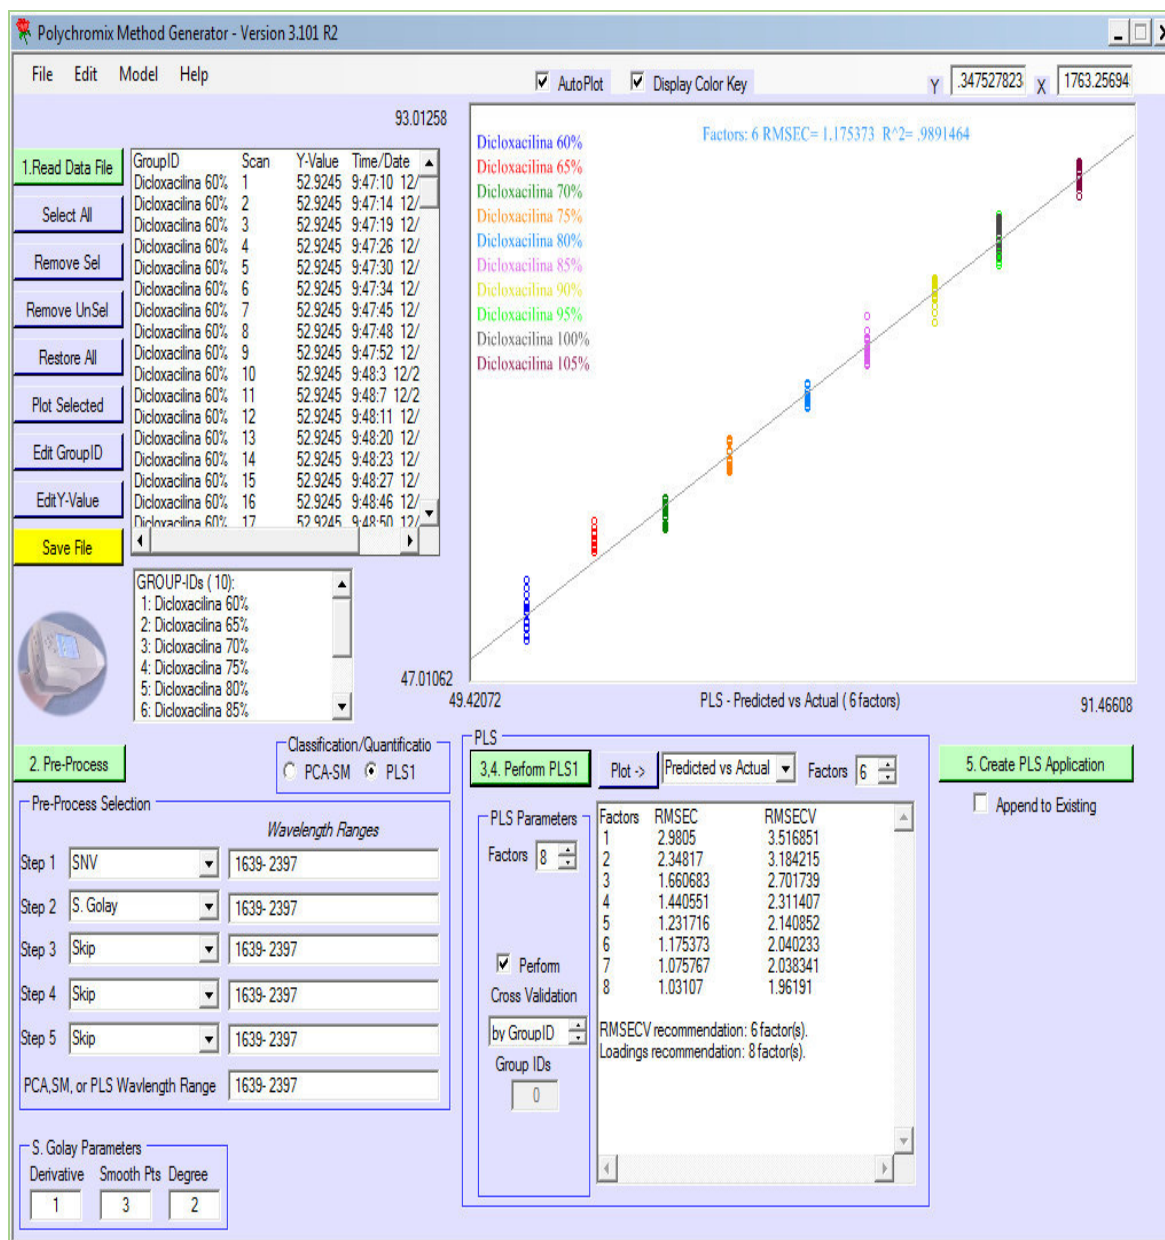 Polychromix Method Generator - Version 3.101 R2
File Edit Model Help
AutoPlot Display Color Key Y .347527823 X 1763.25694
93.01258
1.Read Data File
Select All
Remove Sel
Remove UnSel
Restore All
Plot Selected
Edit GroupID
EditY-Value
Save File
GroupID Scan Y-Value Time/Date
Dicloxacilina 60% 1 52.9245 9:47:10 12/
Dicloxacilina 60% 2 52.9245 9:47:14 12/
Dicloxacilina 60% 3 52.9245 9:47:19 12/
Dicloxacilina 60% 4 52.9245 9:47:26 12/
Dicloxacilina 60% 5 52.9245 9:47:30 12/
Dicloxacilina 60% 6 52.9245 9:47:34 12/
Dicloxacilina 60% 7 52.9245 9:47:45 12/
Dicloxacilina 60% 8 52.9245 9:47:48 12/
Dicloxacilina 60% 9 52.9245 9:47:52 12/
Dicloxacilina 60% 10 52.9245 9:48:3 12/2
Dicloxacilina 60% 11 52.9245 9:48:7 12/2
Dicloxacilina 60% 12 52.9245 9:48:11 12/
Dicloxacilina 60% 13 52.9245 9:48:20 12/
Dicloxacilina 60% 14 52.9245 9:48:23 12/
Dicloxacilina 60% 15 52.9245 9:48:27 12/
Dicloxacilina 60% 16 52.9245 9:48:46 12/
Dicloxacilina 60% 17 52.9245 9:48:50 12/
GROUP-IDs ( 10):
1: Dicloxacilina 60%
2: Dicloxacilina 65%
3: Dicloxacilina 70%
4: Dicloxacilina 75%
5: Dicloxacilina 80%
6: Dicloxacilina 85%
Factors: 6 RMSEC= 1.175373 R^2= .9891464
Dicloxacilina 60%
Dicloxacilina 65%
Dicloxacilina 70%
Dicloxacilina 75%
Dicloxacilina 80%
Dicloxacilina 85%
Dicloxacilina 90%
Dicloxacilina 95%
Dicloxacilina 100%
Dicloxacilina 105%
47.01062
49.42072 PLS - Predicted vs Actual ( 6 factors) 91.46608
2. Pre-Process
Classification/Quantificatio
PCA-SM PLS1
Pre-Process Selection
Wavelength Ranges
Step 1 SNV 1639- 2397
Step 2 S. Golay 1639- 2397
Step 3 Skip 1639- 2397
Step 4 Skip 1639- 2397
Step 5 Skip 1639- 2397
PCA,SM, or PLS Wavlength Range 1639- 2397
S. Golay Parameters
Derivative Smooth Pts Degree
1 3 2
PLS
3,4. Perform PLS1 Plot -> Predicted vs Actual Factors 6
PLS Parameters
Factors 8
Perform
Cross Validation
by GroupID
Group IDs
0
Factors RMSEC RMSECV
1 2.9805 3.516851
2 2.34817 3.184215
3 1.660683 2.701739
4 1.440551 2.311407
5 1.231716 2.140852
6 1.175373 2.040233
7 1.075767 2.038341
8 1.03107 1.96191
RMSECV recommendation: 6 factor(s).
Loadings recommendation: 8 factor(s).
5. Create PLS Application
Append to Existing